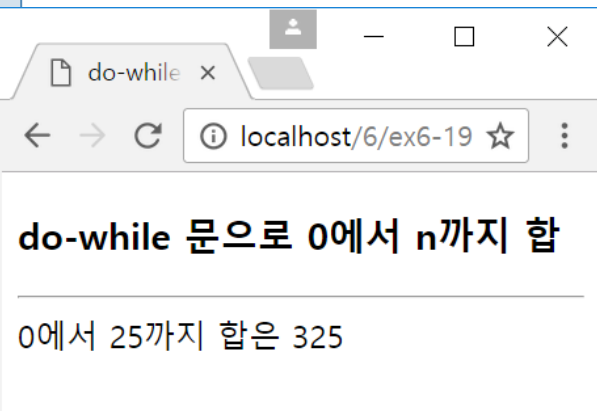 do-while
localhost/6/ex6-19
do-while 문으로 0에서 n까지 합
0에서 25까지 합은 325